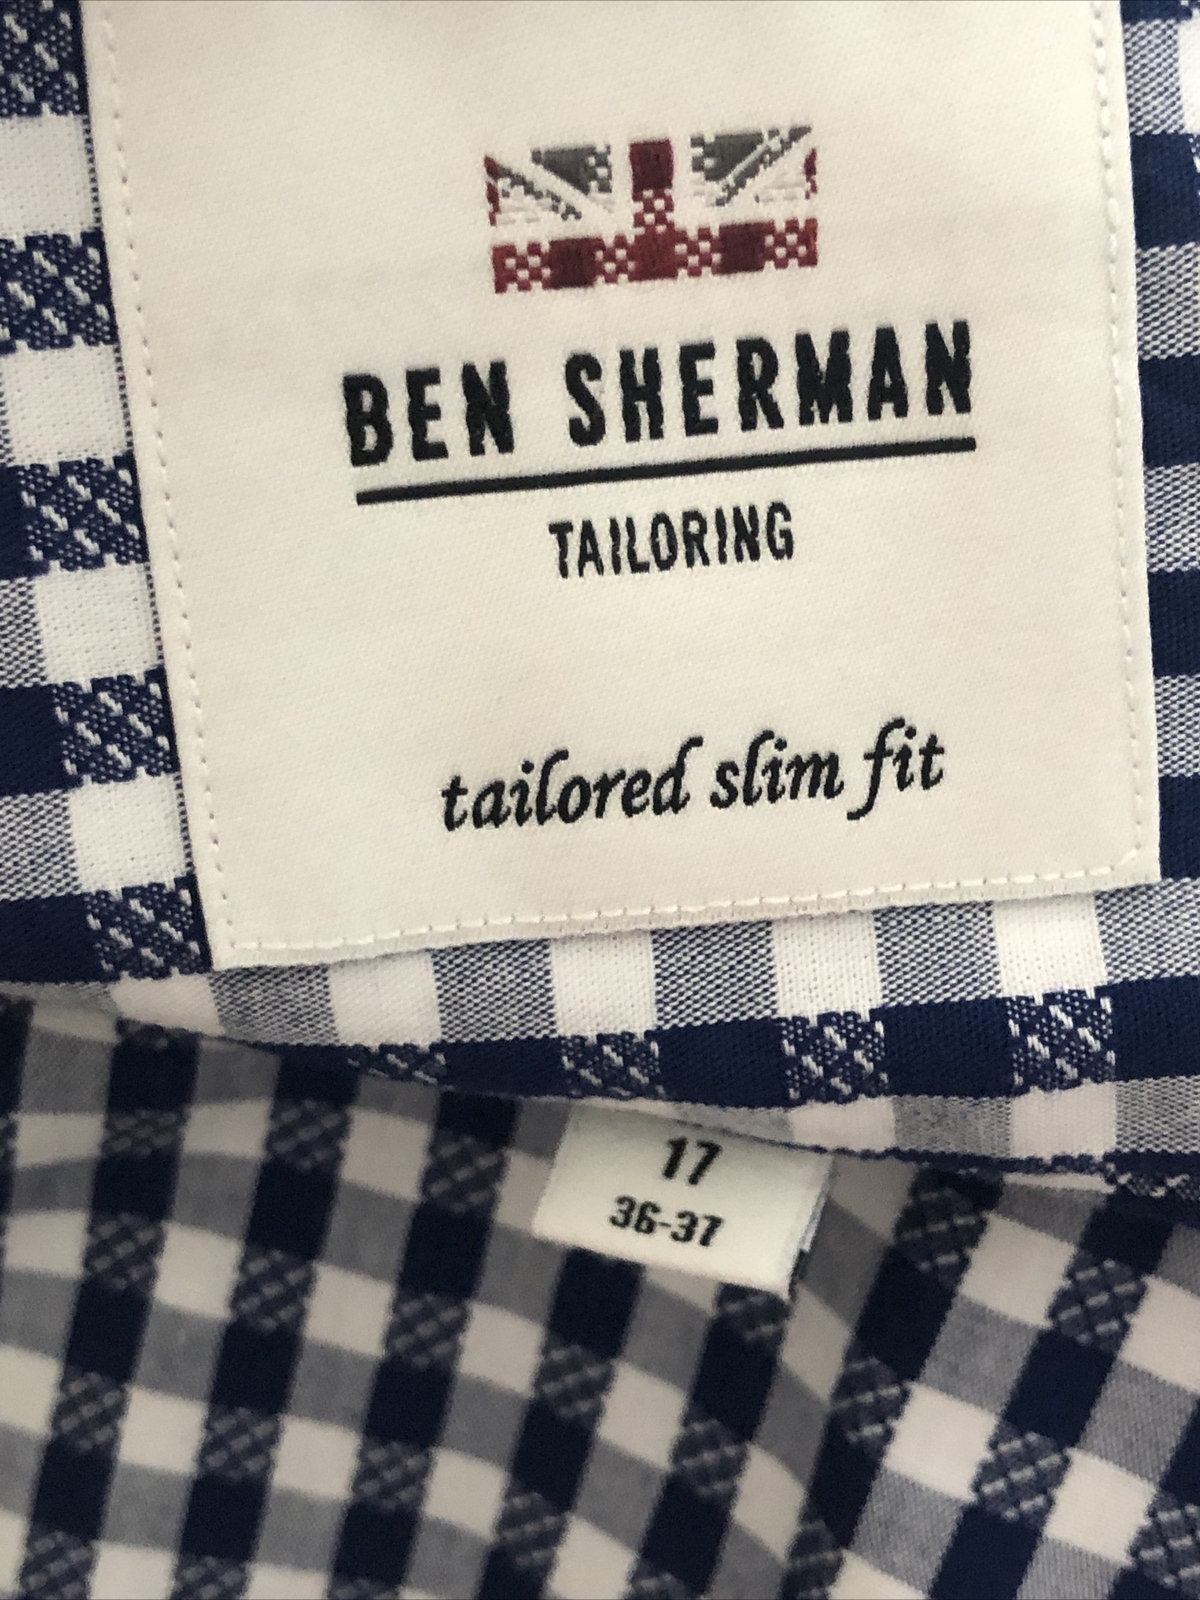 BEN SHERMAN
TAILORING
tailored slim fit
17
36-37